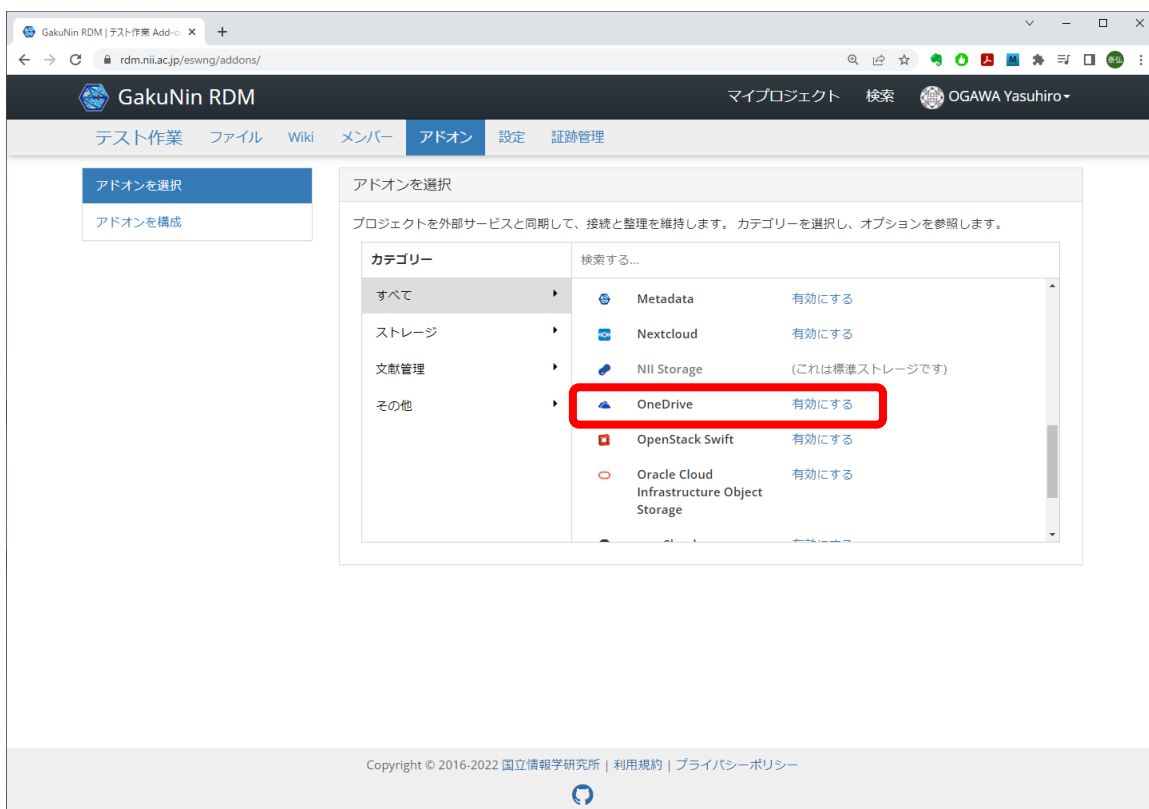 GakuNin RDM | テスト作業 Add-o
rdm.nii.ac.jp/eswng/addons/
GakuNin RDM
マイプロジェクト 検索 OGAWA Yasuhiro
テスト作業 ファイル Wiki メンバー アドオン 設定 証跡管理
アドオンを選択
アドオンを構成
アドオンを選択
プロジェクトを外部サービスと同期して、接続と整理を維持します。 カテゴリーを選択し、オプションを参照します。
カテゴリー
すべて
ストレージ
文献管理
その他
検索する...
Metadata 有効にする
Nextcloud 有効にする
NII Storage (これは標準ストレージです)
OneDrive 有効にする
OpenStack Swift 有効にする
Oracle Cloud 有効にする
Infrastructure Object
Storage
Copyright © 2016-2022 国立情報学研究所 | 利用規約 | プライバシーポリシー